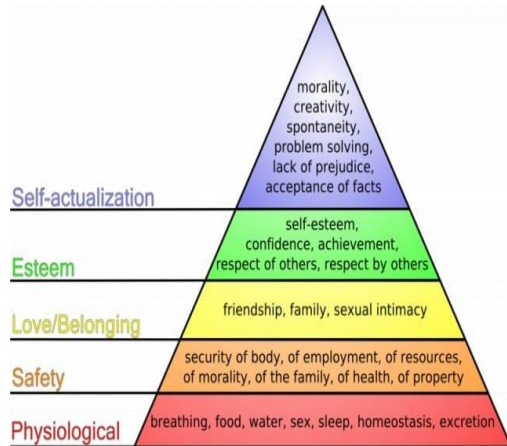 morality,
creativity,
spontaneity,
problem solving,
lack of prejudice,
acceptance of facts
Self-actualization
self-esteem,
confidence, achievement,
respect of others, respect by others
Esteem
friendship, family, sexual intimacy
Love/Belonging
security of body, of employment, of resources,
of morality, of the family, of health, of property
Safety
breathing, food, water, sex, sleep, homeostasis, excretion
Physiological